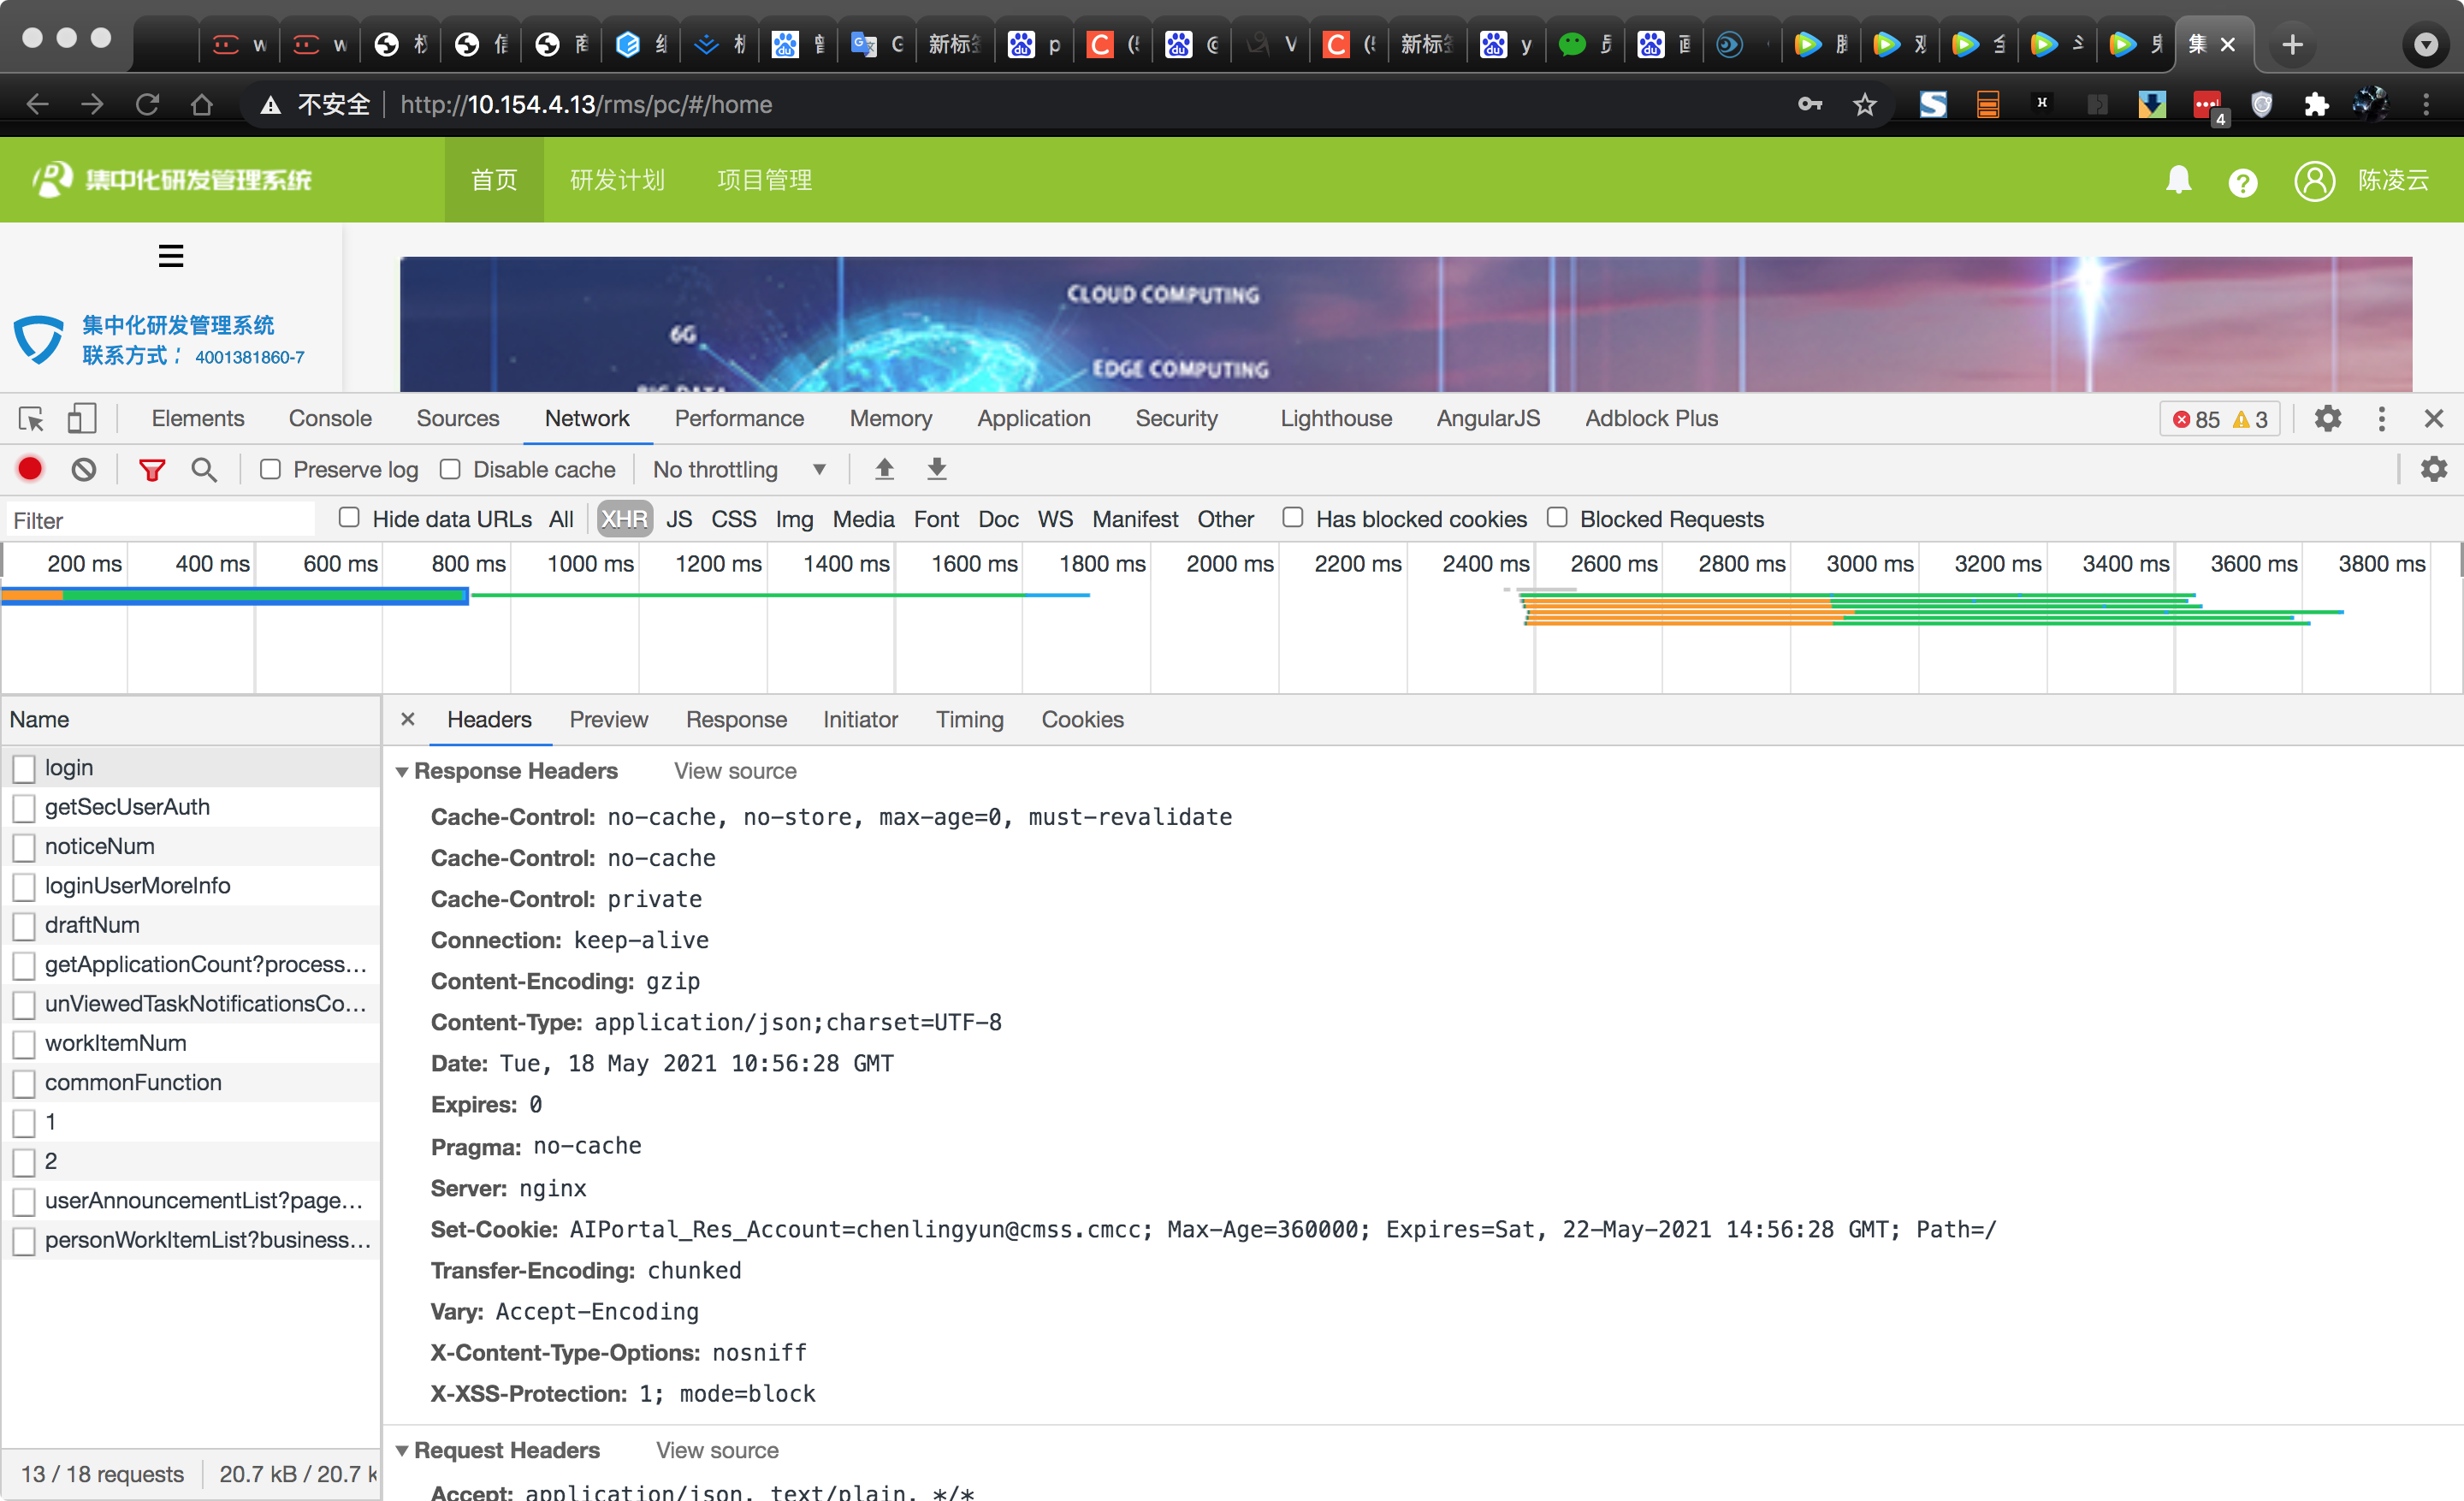 新标签
新标签
集
不安全
http://10.154.4.13/rms/pc/#/home
4
集中化研发管理系统
首页
研发计划
项目管理
陈凌云
集中化研发管理系统
联系方式： 4001381860-7
CLOUD COMPUTING
6G
EDGE COMPUTING
BIG DATA
Elements Console Sources Network Performance Memory Application Security Lighthouse AngularJS Adblock Plus 85 3
Preserve log Disable cache No throttling
Filter Hide data URLs All XHR JS CSS Img Media Font Doc WS Manifest Other Has blocked cookies Blocked Requests
200 ms 400 ms 600 ms 800 ms 1000 ms 1200 ms 1400 ms 1600 ms 1800 ms 2000 ms 2200 ms 2400 ms 2600 ms 2800 ms 3000 ms 3200 ms 3400 ms 3600 ms 3800 ms
Name
login
getSecUserAuth
noticeNum
loginUserMoreInfo
draftNum
getApplicationCount?process...
unViewedTaskNotificationsCo...
workItemNum
commonFunction
1
2
userAnnouncementList?page...
personWorkItemList?business...
13 / 18 requests 20.7 kB / 20.7 k
Headers Preview Response Initiator Timing Cookies
Response Headers View source
Cache-Control: no-cache, no-store, max-age=0, must-revalidate
Cache-Control: no-cache
Cache-Control: private
Connection: keep-alive
Content-Encoding: gzip
Content-Type: application/json;charset=UTF-8
Date: Tue, 18 May 2021 10:56:28 GMT
Expires: 0
Pragma: no-cache
Server: nginx
Set-Cookie: AIPortal_Res_Account=chenlingyun@cmss.cmcc; Max-Age=360000; Expires=Sat, 22-May-2021 14:56:28 GMT; Path=/
Transfer-Encoding: chunked
Vary: Accept-Encoding
X-Content-Type-Options: nosniff
X-XSS-Protection: 1; mode=block
Request Headers View source
Accept: application/json, text/plain, */*